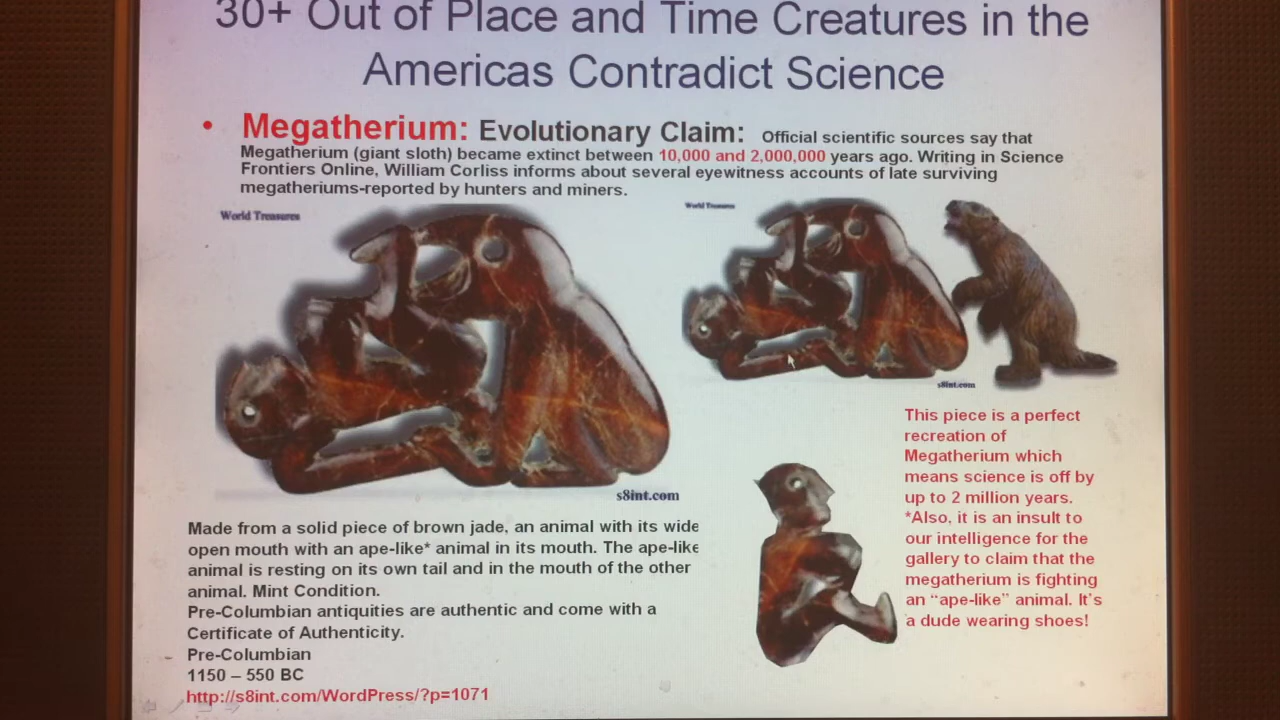 30+ Out of Place and Time Creatures in the
Americas Contradict Science
• Megatherium: Evolutionary Claim: Official scientific sources say that
Megatherium (giant sloth) became extinct between 10,000 and 2,000,000 years ago. Writing in Science
Frontiers Online, William Corliss informs about several eyewitness accounts of late surviving
megatheriums-reported by hunters and miners.
World Treasures
s8int.com
World Treasures
s8int.com
Made from a solid piece of brown jade, an animal with its wide
open mouth with an ape-like* animal in its mouth. The ape-like
animal is resting on its own tail and in the mouth of the other
animal. Mint Condition.
Pre-Columbian antiquities are authentic and come with a
Certificate of Authenticity.
Pre-Columbian
1150 – 550 BC
http://s8int.com/WordPress/?p=1071
This piece is a perfect
recreation of
Megatherium which
means science is off by
up to 2 million years.
*Also, it is an insult to
our intelligence for the
gallery to claim that the
megatherium is fighting
an “ape-like” animal. It’s
a dude wearing shoes!